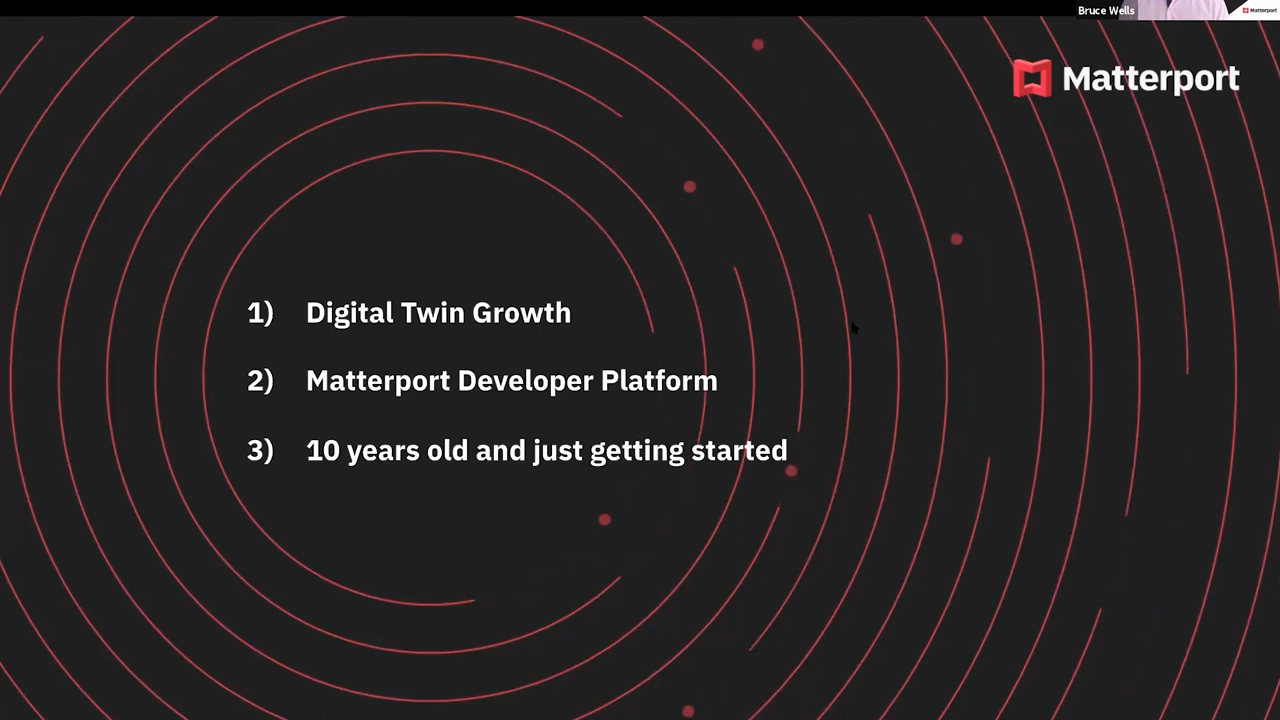 Bruce Wells
Matterport
Matterport
1) Digital Twin Growth
2) Matterport Developer Platform
3) 10 years old and just getting started